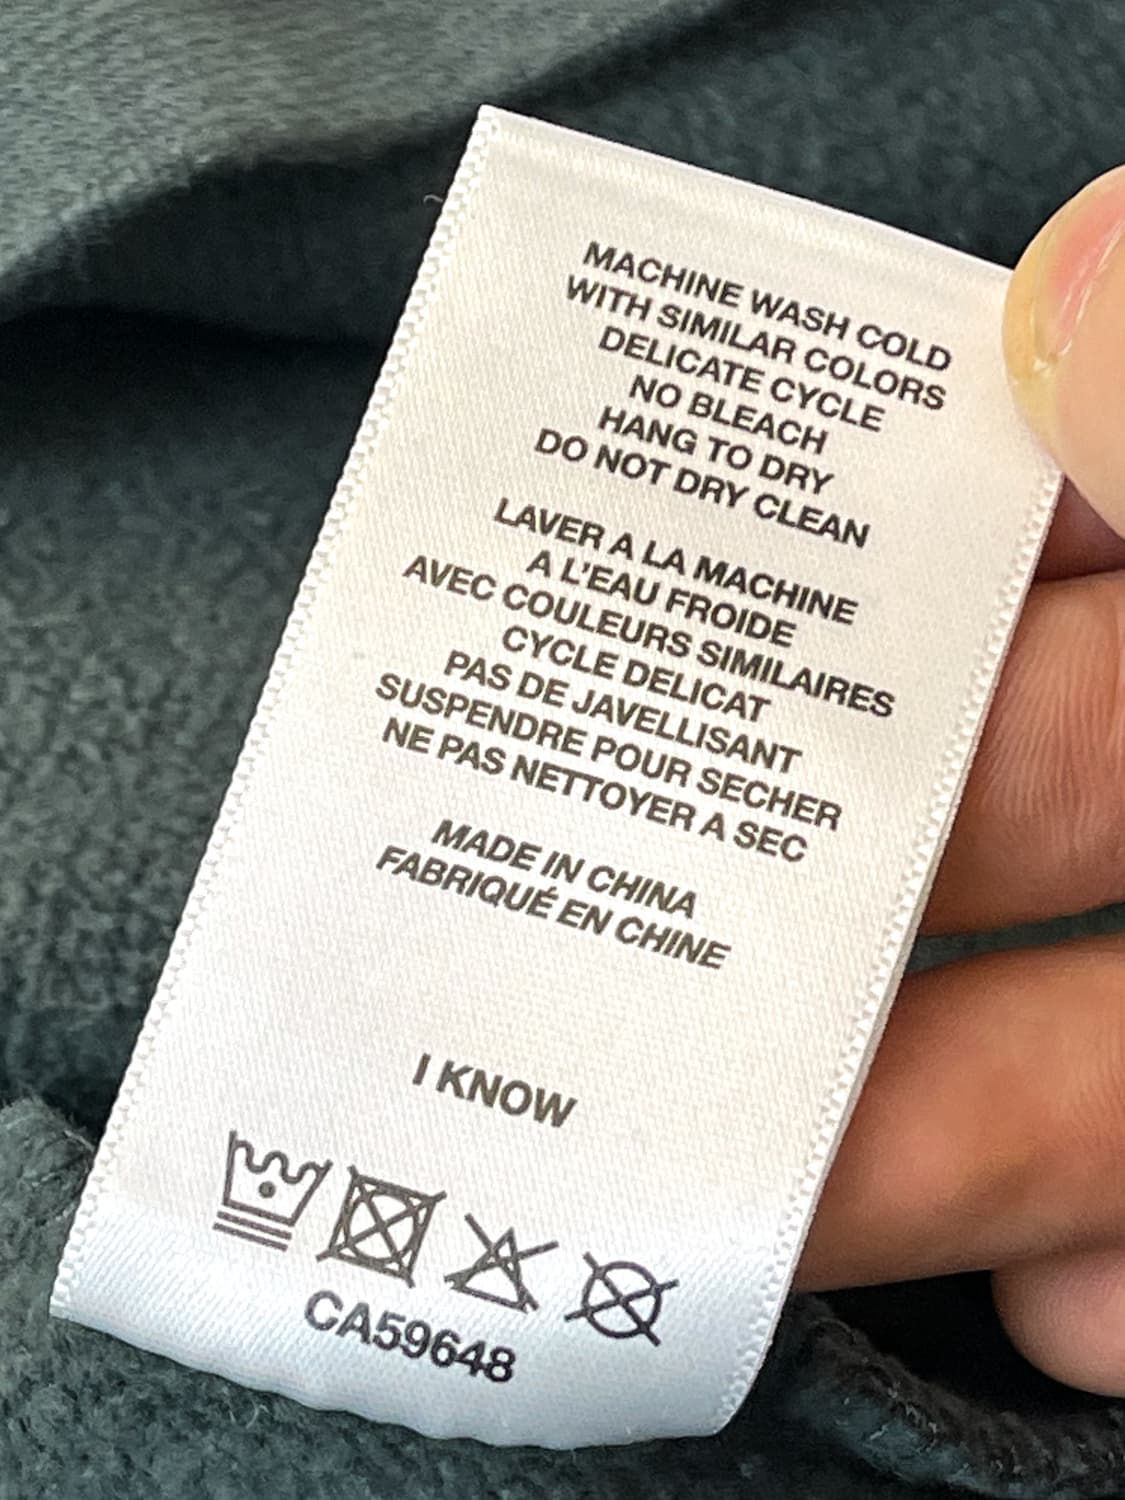 MACHINE WASH COLD
WITH SIMILAR COLORS
DELICATE CYCLE
NO BLEACH
HANG TO DRY
DO NOT DRY CLEAN
LAVER A LA MACHINE
A L'EAU FROIDE
AVEC COULEURS SIMILAIRES
CYCLE DELICAT
PAS DE JAVELLISANT
SUSPENDRE POUR SECHER
NE PAS NETTOYER A SEC
MADE IN CHINA
FABRIQUÉ EN CHINE
I KNOW
CA59648